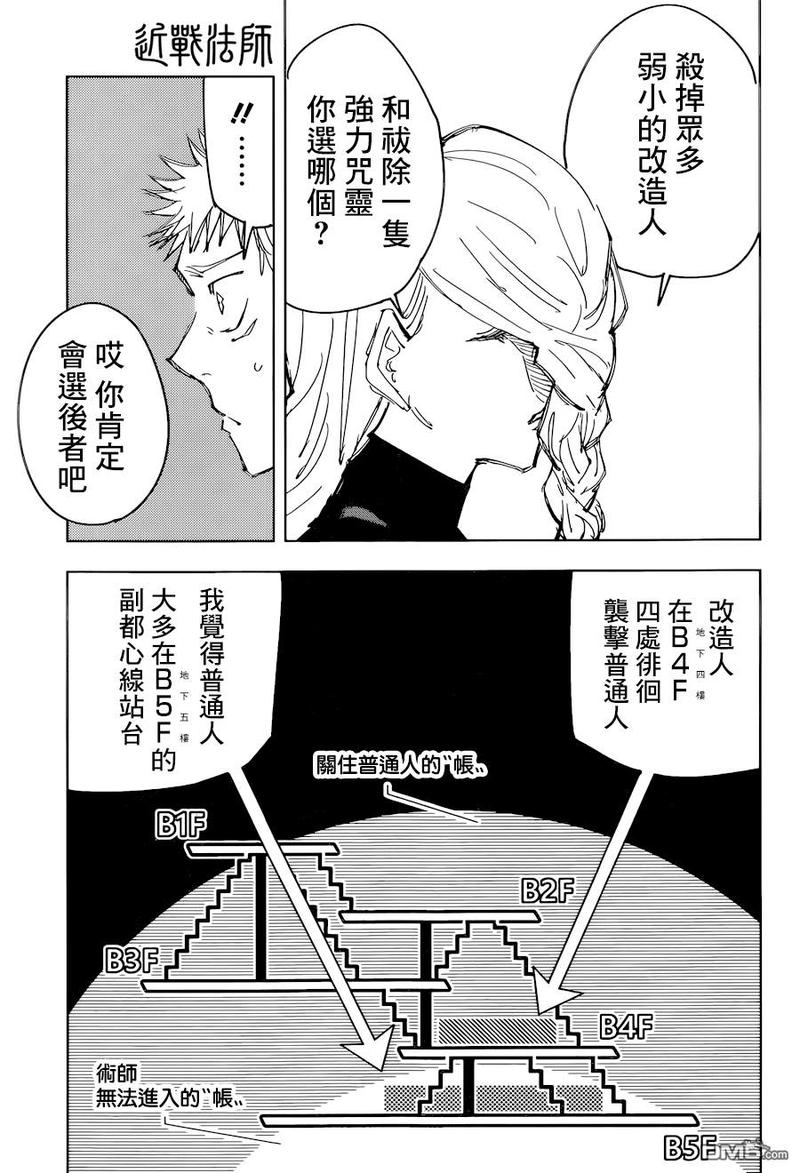 近戰法師
殺掉眾多
弱小的改造人
和祓除一隻
強力咒靈
你選哪個？
!!……
哎 你肯定
會選後者吧
改造人
在B4F
地下四樓
四處徘徊
襲擊普通人
我覺得普通人
大多在B5F的
地下五樓
副都心線站台
關住普通人的〝帳〟
B1F
B2F
B3F
B4F
術師
無法進入的〝帳〟
B5F